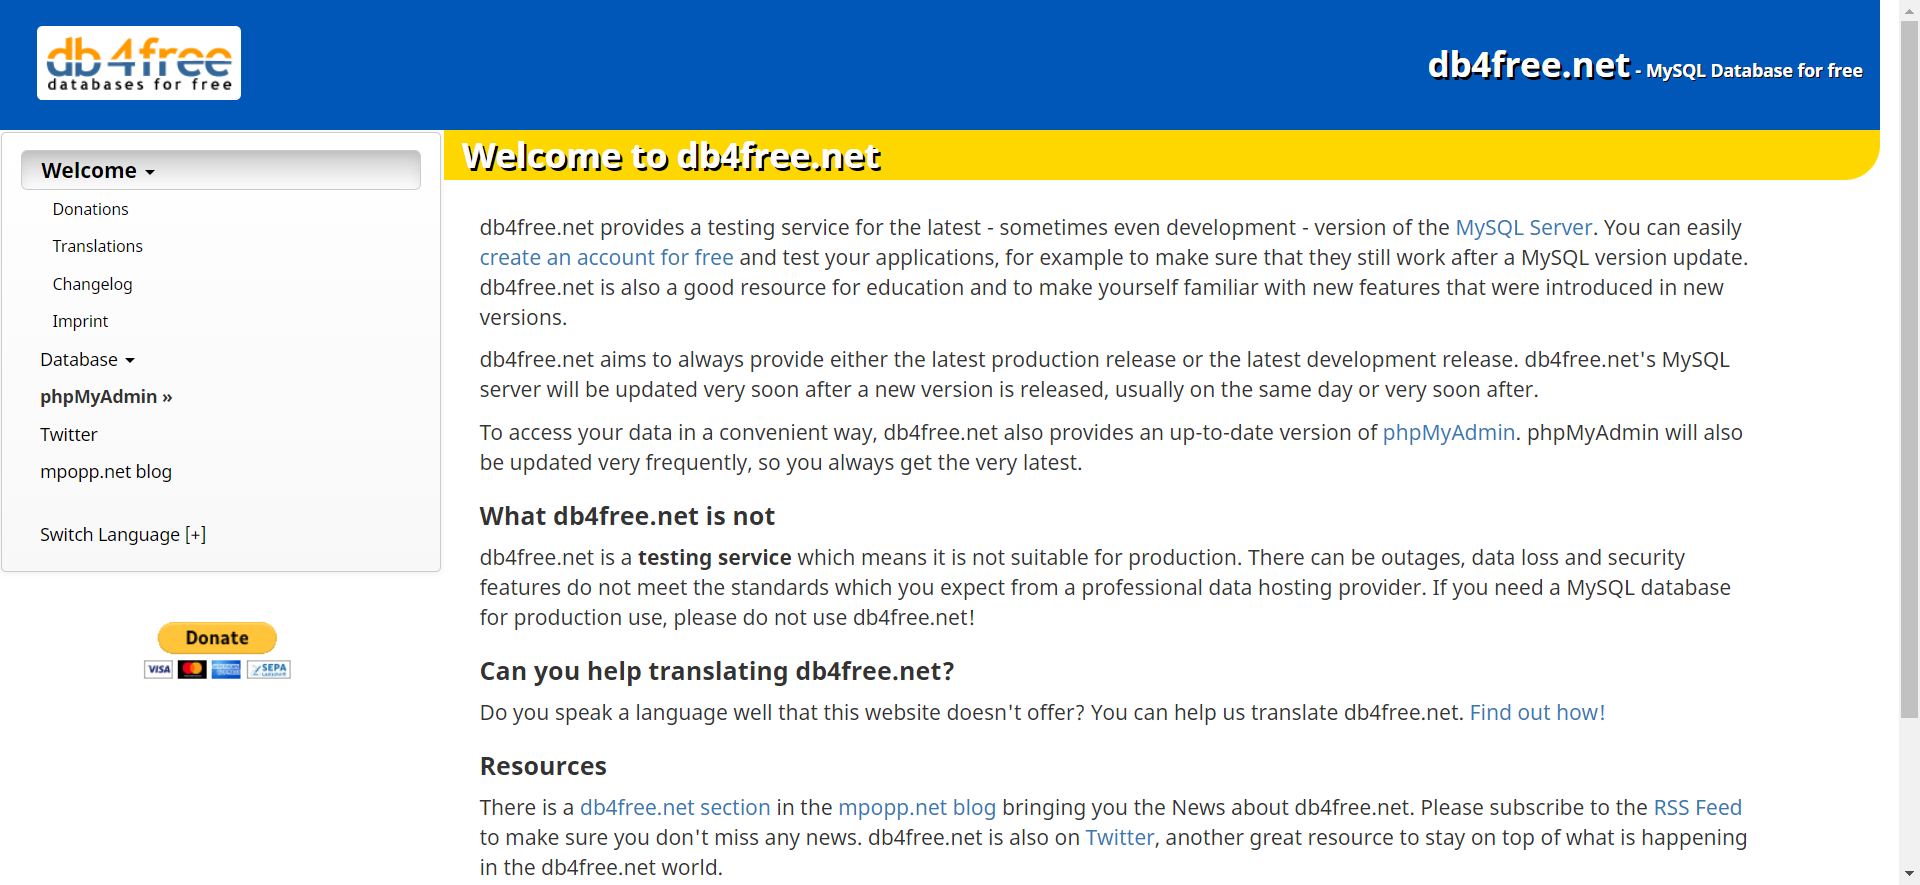 db4free
databases for free
db4free.net - MySQL Database for free
Welcome
Donations
Translations
Changelog
Imprint
Database
phpMyAdmin »
Twitter
mpopp.net blog
Switch Language [+]
Donate
VISA
SEPA
Welcome to db4free.net
db4free.net provides a testing service for the latest - sometimes even development - version of the MySQL Server. You can easily
create an account for free and test your applications, for example to make sure that they still work after a MySQL version update.
db4free.net is also a good resource for education and to make yourself familiar with new features that were introduced in new
versions.
db4free.net aims to always provide either the latest production release or the latest development release. db4free.net's MySQL
server will be updated very soon after a new version is released, usually on the same day or very soon after.
To access your data in a convenient way, db4free.net also provides an up-to-date version of phpMyAdmin. phpMyAdmin will also
be updated very frequently, so you always get the very latest.
What db4free.net is not
db4free.net is a testing service which means it is not suitable for production. There can be outages, data loss and security
features do not meet the standards which you expect from a professional data hosting provider. If you need a MySQL database
for production use, please do not use db4free.net!
Can you help translating db4free.net?
Do you speak a language well that this website doesn't offer? You can help us translate db4free.net. Find out how!
Resources
There is a db4free.net section in the mpopp.net blog bringing you the News about db4free.net. Please subscribe to the RSS Feed
to make sure you don't miss any news. db4free.net is also on Twitter, another great resource to stay on top of what is happening
in the db4free.net world.